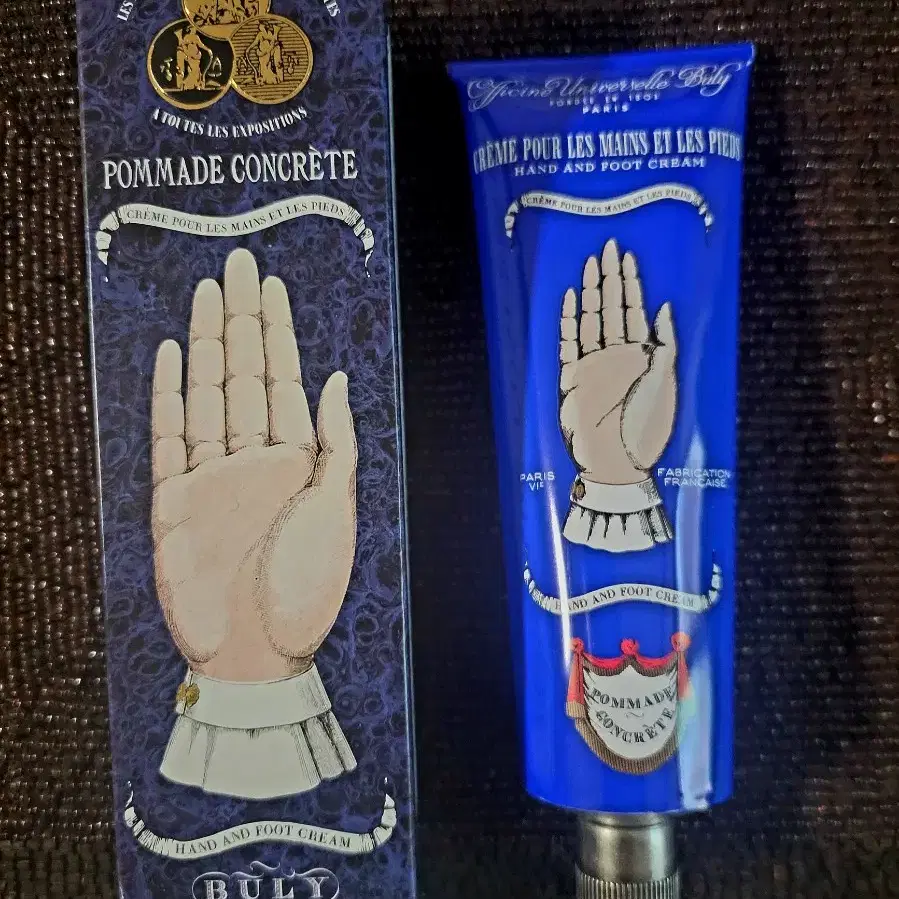 LES
A TOUTES LES EXPOSITIONS
POMMADE CONCRÈTE
CRÈME POUR LES MAINS ET LES PIEDS
HAND AND FOOT CREAM
BULY
Officine Universelle Buly
PARIS
CRÈME POUR LES MAINS ET LES PIEDS
HAND AND FOOT CREAM
CRÈME POUR LES MAINS ET LES PIEDS
PARIS
VIE
FABRICATION
FRANÇAISE
HAND AND FOOT CREAM
POMMADE
CONCRÈTE